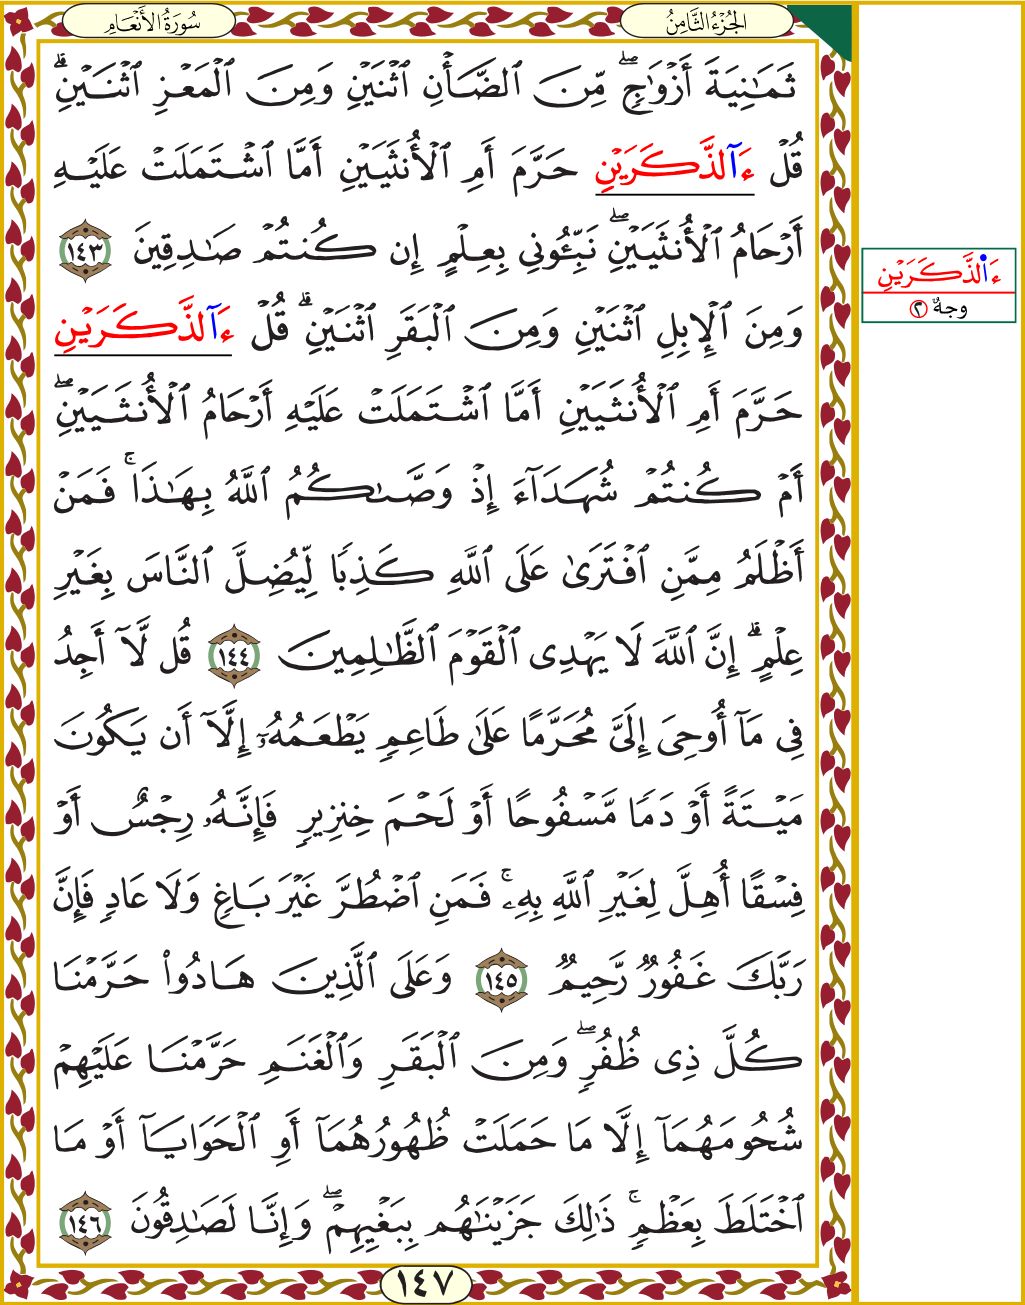 الجُزْءُ الثَّامِنُ
سُورَةُ الأَنْعَامِ
ثَمَٰنِيَةَ أَزْوَٰجٍۖ مِّنَ ٱلضَّأْنِ ٱثْنَيْنِ وَمِنَ ٱلْمَعْزِ ٱثْنَيْنِۗ
قُلْ ءَآلذَّكَرَيْنِ حَرَّمَ أَمِ ٱلْأُنثَيَيْنِ أَمَّا ٱشْتَمَلَتْ عَلَيْهِ
أَرْحَامُ ٱلْأُنثَيَيْنِۖ نَبِّـُٔونِى بِعِلْمٍ إِن كُنتُمْ صَٰدِقِينَ ١٤٣
وَمِنَ ٱلْإِبِلِ ٱثْنَيْنِ وَمِنَ ٱلْبَقَرِ ٱثْنَيْنِۗ قُلْ ءَآلذَّكَرَيْنِ
حَرَّمَ أَمِ ٱلْأُنثَيَيْنِ أَمَّا ٱشْتَمَلَتْ عَلَيْهِ أَرْحَامُ ٱلْأُنثَيَيْنِۖ
أَمْ كُنتُمْ شُهَدَآءَ إِذْ وَصَّىٰكُمُ ٱللَّهُ بِهَٰذَاۚ فَمَنْ
أَظْلَمُ مِمَّنِ ٱفْتَرَىٰ عَلَى ٱللَّهِ كَذِبًا لِّيُضِلَّ ٱلنَّاسَ بِغَيْرِ
عِلْمٍۗ إِنَّ ٱللَّهَ لَا يَهْدِى ٱلْقَوْمَ ٱلظَّٰلِمِينَ ١٤٤ قُل لَّآ أَجِدُ
فِى مَآ أُوحِىَ إِلَىَّ مُحَرَّمًا عَلَىٰ طَاعِمٍ يَطْعَمُهُۥٓ إِلَّآ أَن يَكُونَ
مَيْتَةً أَوْ دَمًا مَّسْفُوحًا أَوْ لَحْمَ خِنزِيرٍ فَإِنَّهُۥ رِجْسٌ أَوْ
فِسْقًا أُهِلَّ لِغَيْرِ ٱللَّهِ بِهِۦۚ فَمَنِ ٱضْطُرَّ غَيْرَ بَاغٍ وَلَا عَادٍ فَإِنَّ
رَبَّكَ غَفُورٌ رَّحِيمٌ ١٤٥ وَعَلَى ٱلَّذِينَ هَادُوا۟ حَرَّمْنَا
كُلَّ ذِى ظُفُرٍۖ وَمِنَ ٱلْبَقَرِ وَٱلْغَنَمِ حَرَّمْنَا عَلَيْهِمْ
شُحُومَهُمَآ إِلَّا مَا حَمَلَتْ ظُهُورُهُمَآ أَوِ ٱلْحَوَايَآ أَوْ مَا
ٱخْتَلَطَ بِعَظْمٍۚ ذَٰلِكَ جَزَيْنَٰهُم بِبَغْيِهِمْۖ وَإِنَّا لَصَٰدِقُونَ ١٤٦
١٤٧
ءَاْلذَّكَرَيْنِ
وجهٌ ٢